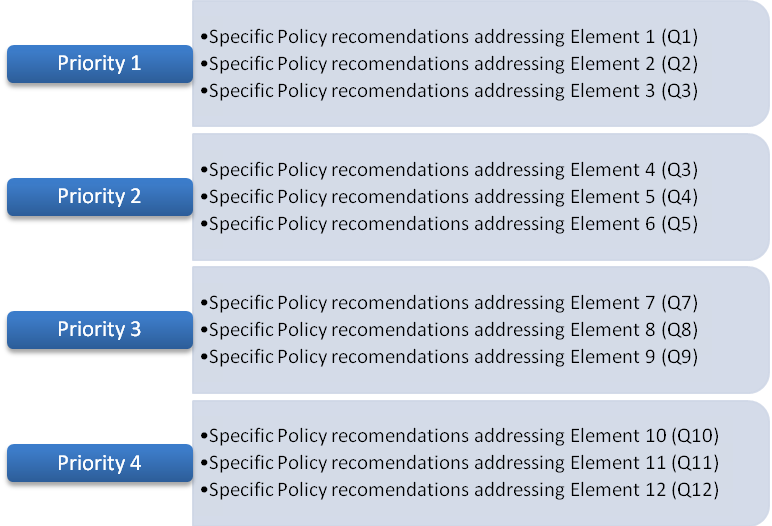 Priority 1
•Specific Policy recomendations addressing Element 1 (Q1)
•Specific Policy recomendations addressing Element 2 (Q2)
•Specific Policy recomendations addressing Element 3 (Q3)
Priority 2
•Specific Policy recomendations addressing Element 4 (Q3)
•Specific Policy recomendations addressing Element 5 (Q4)
•Specific Policy recomendations addressing Element 6 (Q5)
Priority 3
•Specific Policy recomendations addressing Element 7 (Q7)
•Specific Policy recomendations addressing Element 8 (Q8)
•Specific Policy recomendations addressing Element 9 (Q9)
Priority 4
•Specific Policy recomendations addressing Element 10 (Q10)
•Specific Policy recomendations addressing Element 11 (Q11)
•Specific Policy recomendations addressing Element 12 (Q12)